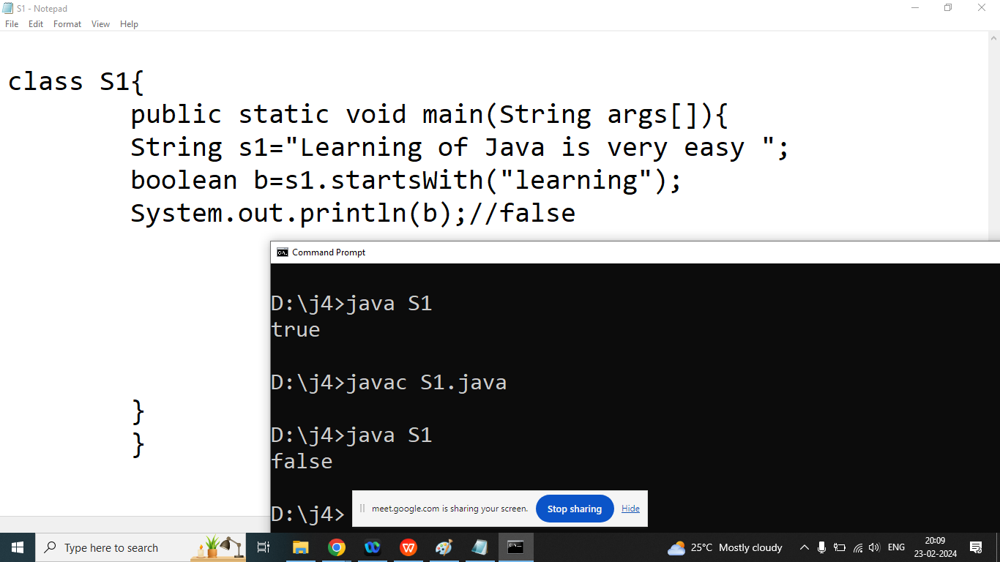 S1 - Notepad
File Edit Format View Help
class S1{
public static void main(String args[]){
String s1="Learning of Java is very easy ";
boolean b=s1.startsWith("learning");
System.out.println(b);//false
}
}
Command Prompt
D:\j4>java S1
true
D:\j4>javac S1.java
D:\j4>java S1
false
D:\j4>
meet.google.com is sharing your screen. Stop sharing Hide
Type here to search
25°C Mostly cloudy
ENG
20:09
23-02-2024